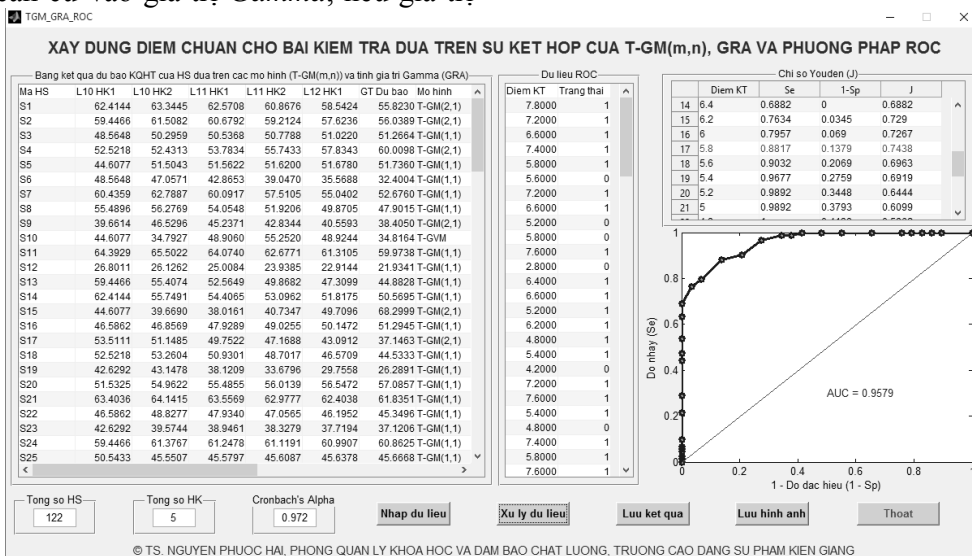 TGM_GRA_ROC
XAY DUNG DIEM CHUAN CHO BAI KIEM TRA DUA TREN SU KET HOP CUA T-GM(m,n), GRA VA PHUONG PHAP ROC
Bang ket qua du bao KQHT cua HS dua tren cac mo hinh (T-GM(m,n)) va tinh gia tri Gamma (GRA)
Ma HS L10 HK1 L10 HK2 L11 HK1 L11 HK2 L12 HK1 GT Du bao Mo hinh
S1 62.4144 63.3445 62.5708 60.8676 58.5424 55.8230 T-GM(2,1)
S2 59.4466 61.5082 60.6792 59.2124 57.6236 56.0389 T-GM(2,1)
S3 48.5648 50.2959 50.5368 50.7788 51.0220 51.2664 T-GM(1,1)
S4 52.5218 52.4313 53.7834 55.7433 57.8343 60.0098 T-GM(2,1)
S5 44.6077 51.5043 51.5622 51.6200 51.6780 51.7360 T-GM(1,1)
S6 48.5648 47.0571 42.8653 39.0470 35.5688 32.4004 T-GM(1,1)
S7 60.4359 62.7887 60.0917 57.5105 55.0402 52.6760 T-GM(1,1)
S8 55.4896 56.2769 54.0548 51.9206 49.8705 47.9015 T-GM(1,1)
S9 39.6614 46.5296 45.2371 42.8344 40.5593 38.4050 T-GM(2,1)
S10 44.6077 34.7927 48.9060 55.2520 48.9244 34.8164 T-GVM
S11 64.3929 65.5022 64.0740 62.6771 61.3105 59.9738 T-GM(1,1)
S12 26.8011 26.1262 25.0084 23.9385 22.9144 21.9341 T-GM(1,1)
S13 59.4466 55.4074 52.5649 49.8682 47.3099 44.8828 T-GM(1,1)
S14 62.4144 55.7491 54.4065 53.0962 51.8175 50.5695 T-GM(1,1)
S15 44.6077 39.6690 38.0161 40.7347 49.7096 68.2999 T-GM(2,1)
S16 46.5862 46.8569 47.9289 49.0255 50.1472 51.2945 T-GM(1,1)
S17 53.5111 51.1485 49.7522 47.1688 43.0912 37.1463 T-GM(2,1)
S18 52.5218 53.2604 50.9301 48.7017 46.5709 44.5333 T-GM(1,1)
S19 42.6292 43.1478 38.1209 33.6796 29.7558 26.2891 T-GM(1,1)
S20 51.5325 54.9622 55.4855 56.0139 56.5472 57.0857 T-GM(1,1)
S21 63.4036 64.1415 63.5569 62.9777 62.4038 61.8351 T-GM(1,1)
S22 46.5862 48.8277 47.9340 47.0565 46.1952 45.3496 T-GM(1,1)
S23 42.6292 39.5744 38.9461 38.3279 37.7194 37.1206 T-GM(1,1)
S24 59.4466 61.3767 61.2478 61.1191 60.9907 60.8625 T-GM(1,1)
S25 50.5433 45.5507 45.5797 45.6087 45.6378 45.6668 T-GM(1,1)
Du lieu ROC
Diem KT Trang thai
7.8000 1
7.2000 1
6.6000 1
7.4000 1
5.8000 1
5.6000 0
7.2000 1
6.6000 1
5.2000 0
5.8000 0
7.6000 1
2.8000 0
6.4000 1
6.6000 1
5.2000 1
6.2000 1
4.8000 1
5.4000 1
4.2000 0
7.2000 1
7.6000 1
5.4000 1
4.8000 0
7.4000 1
5.8000 1
7.6000 1
Chi so Youden (J)
Diem KT Se 1-Sp J
14 6.4 0.6882 0 0.6882
15 6.2 0.7634 0.0345 0.729
16 6 0.7957 0.069 0.7267
17 5.8 0.8817 0.1379 0.7438
18 5.6 0.9032 0.2069 0.6963
19 5.4 0.9677 0.2759 0.6919
20 5.2 0.9892 0.3448 0.6444
21 5 0.9892 0.3793 0.6099
1
0.8
0.6
0.4
0.2
0
Do nhay (Se)
AUC = 0.9579
0 0.2 0.4 0.6 0.8 1
1 - Do dac hieu (1 - Sp)
Tong so HS
122
Tong so HK
5
Cronbach's Alpha
0.972
Nhap du lieu
Xu ly du lieu
Luu ket qua
Luu hinh anh
Thoat
© TS. NGUYEN PHUOC HAI, PHONG QUAN LY KHOA HOC VA DAM BAO CHAT LUONG, TRUONG CAO DANG SU PHAM KIEN GIANG